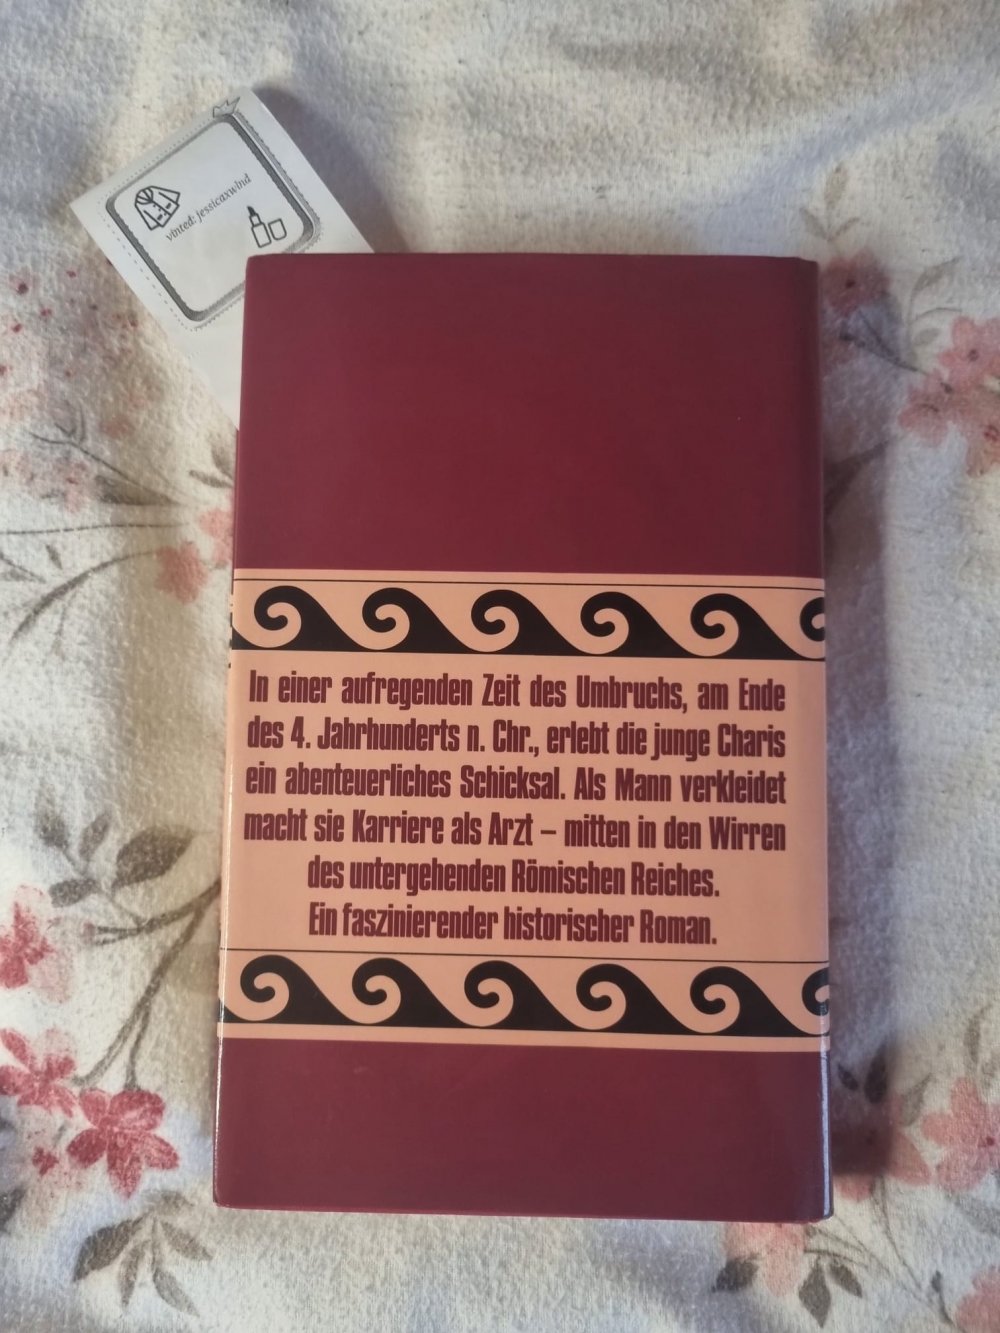 vinted: jessicaxwind
In einer aufregenden Zeit des Umbruchs, am Ende
des 4. Jahrhunderts n. Chr., erlebt die junge Charis
ein abenteuerliches Schicksal. Als Mann verkleidet
macht sie Karriere als Arzt – mitten in den Wirren
des untergehenden Römischen Reiches.
Ein faszinierender historischer Roman.